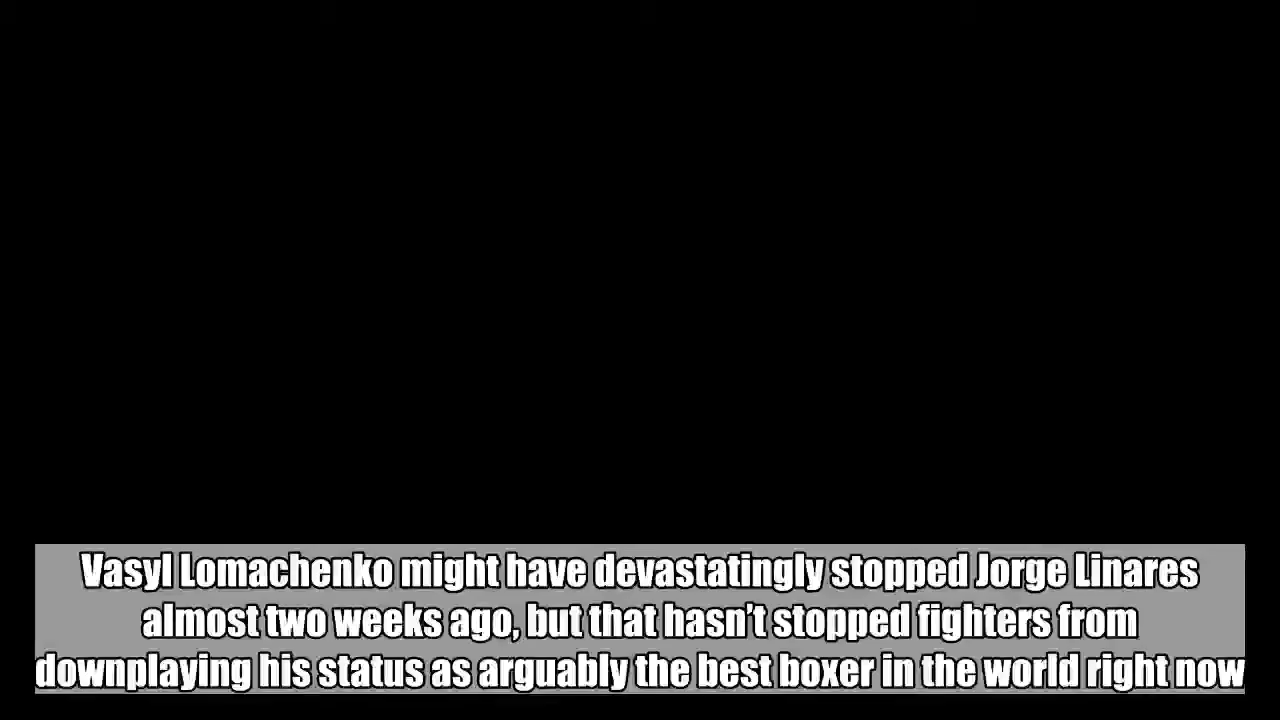 Vasyl Lomachenko might have devastatingly stopped Jorge Linares
almost two weeks ago, but that hasn’t stopped fighters from
downplaying his status as arguably the best boxer in the world right now